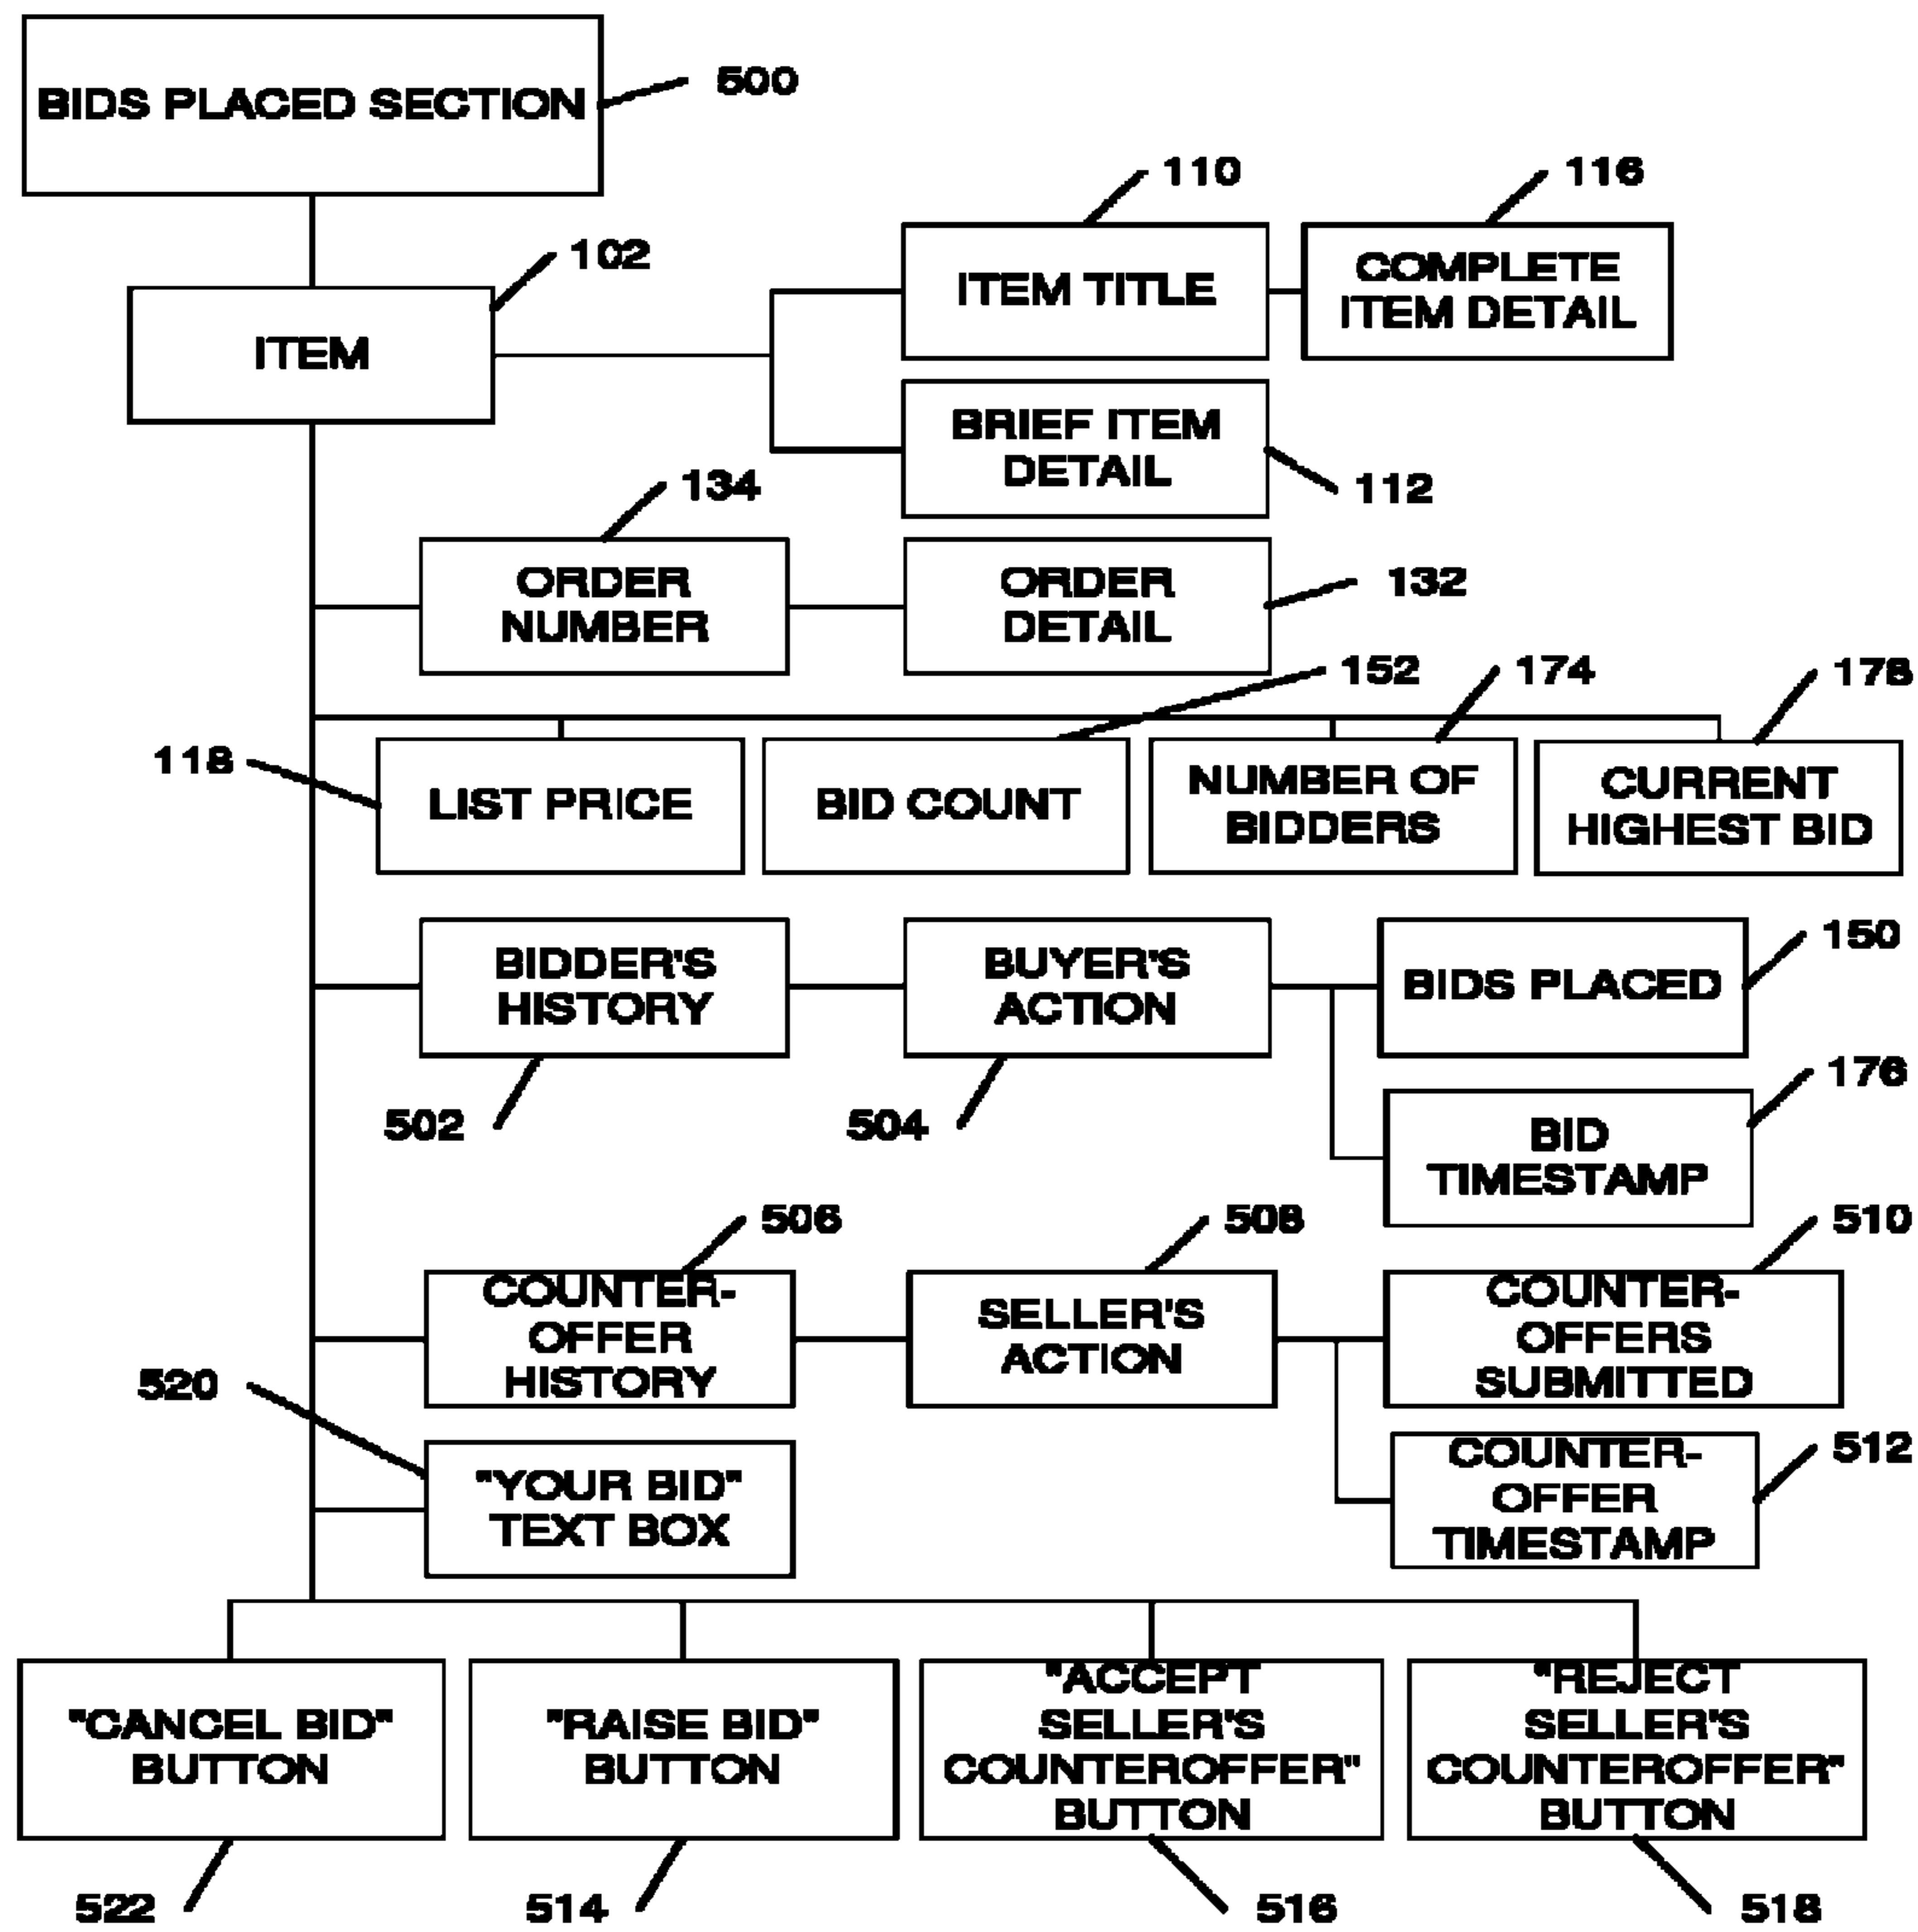 BIDS PLACED SECTION
500
110
116
102
ITEM TITLE
COMPLETE
ITEM DETAIL
ITEM
BRIEF ITEM
DETAIL
112
134
ORDER
NUMBER
ORDER
DETAIL
132
152
174
178
118
LIST PRICE
BID COUNT
NUMBER OF
BIDDERS
CURRENT
HIGHEST BID
BIDDER'S
HISTORY
BUYER'S
ACTION
BIDS PLACED
150
502
504
176
BID
TIMESTAMP
506
508
510
COUNTER-
OFFER
HISTORY
SELLER'S
ACTION
COUNTER-
OFFERS
SUBMITTED
520
"YOUR BID"
TEXT BOX
COUNTER-
OFFER
TIMESTAMP
512
"CANCEL BID"
BUTTON
"RAISE BID"
BUTTON
"ACCEPT
SELLER'S
COUNTEROFFER"
BUTTON
"REJECT
SELLER'S
COUNTEROFFER"
BUTTON
522
514
516
518